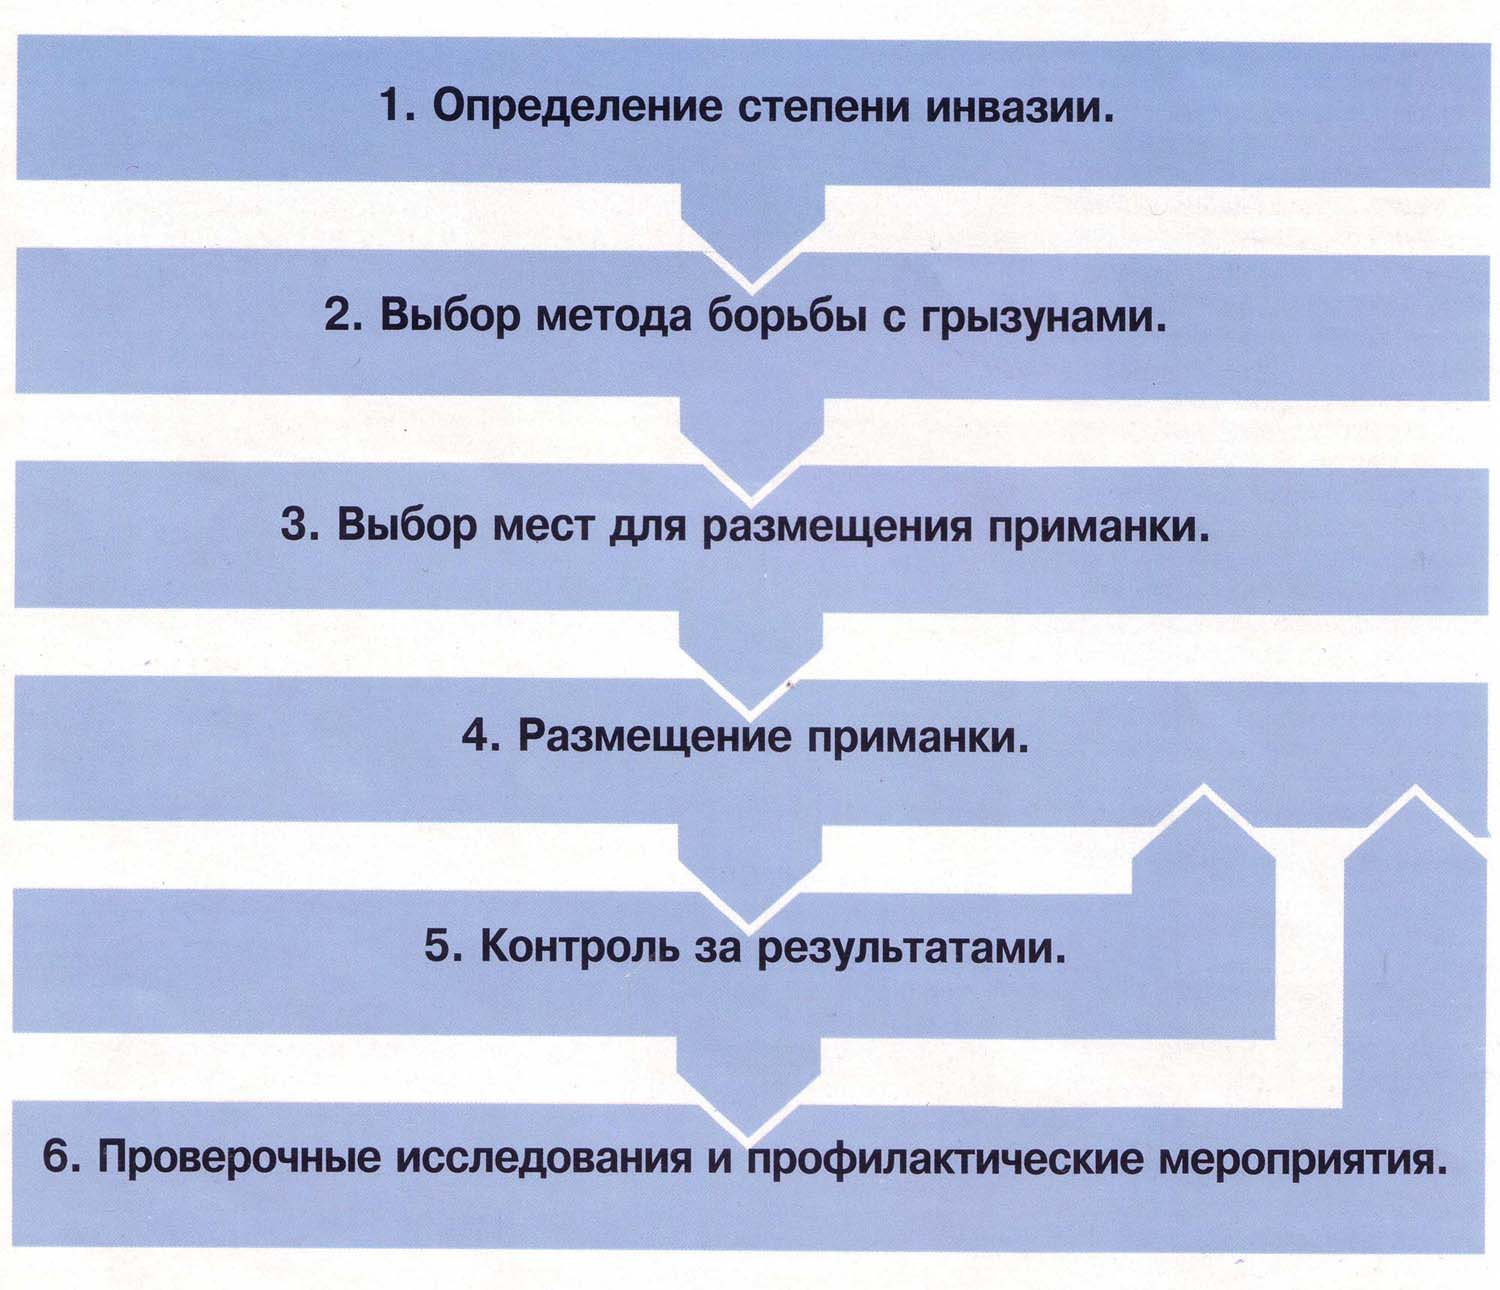 1. Определение степени инвазии.
2. Выбор метода борьбы с грызунами.
3. Выбор мест для размещения приманки.
4. Размещение приманки.
5. Контроль за результатами.
6. Проверочные исследования и профилактические мероприятия.